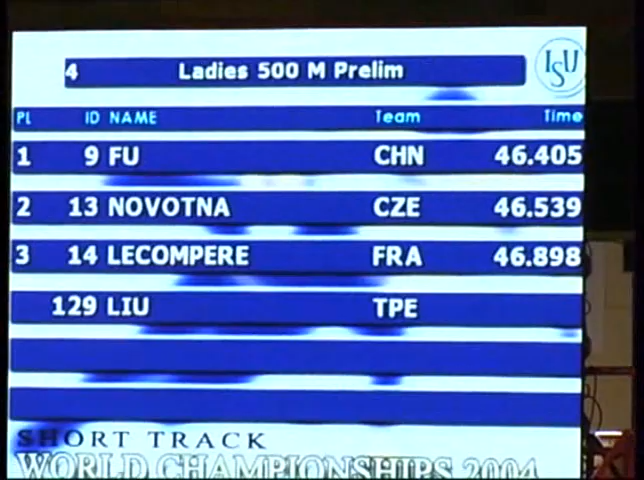 4 Ladies 500 M Prelim
ISU
PL ID NAME Team Time
1 9 FU CHN 46.405
2 13 NOVOTNA CZE 46.539
3 14 LECOMPERE FRA 46.898
129 LIU TPE
SHORT TRACK
WORLD CHAMPIONSHIPS 2004